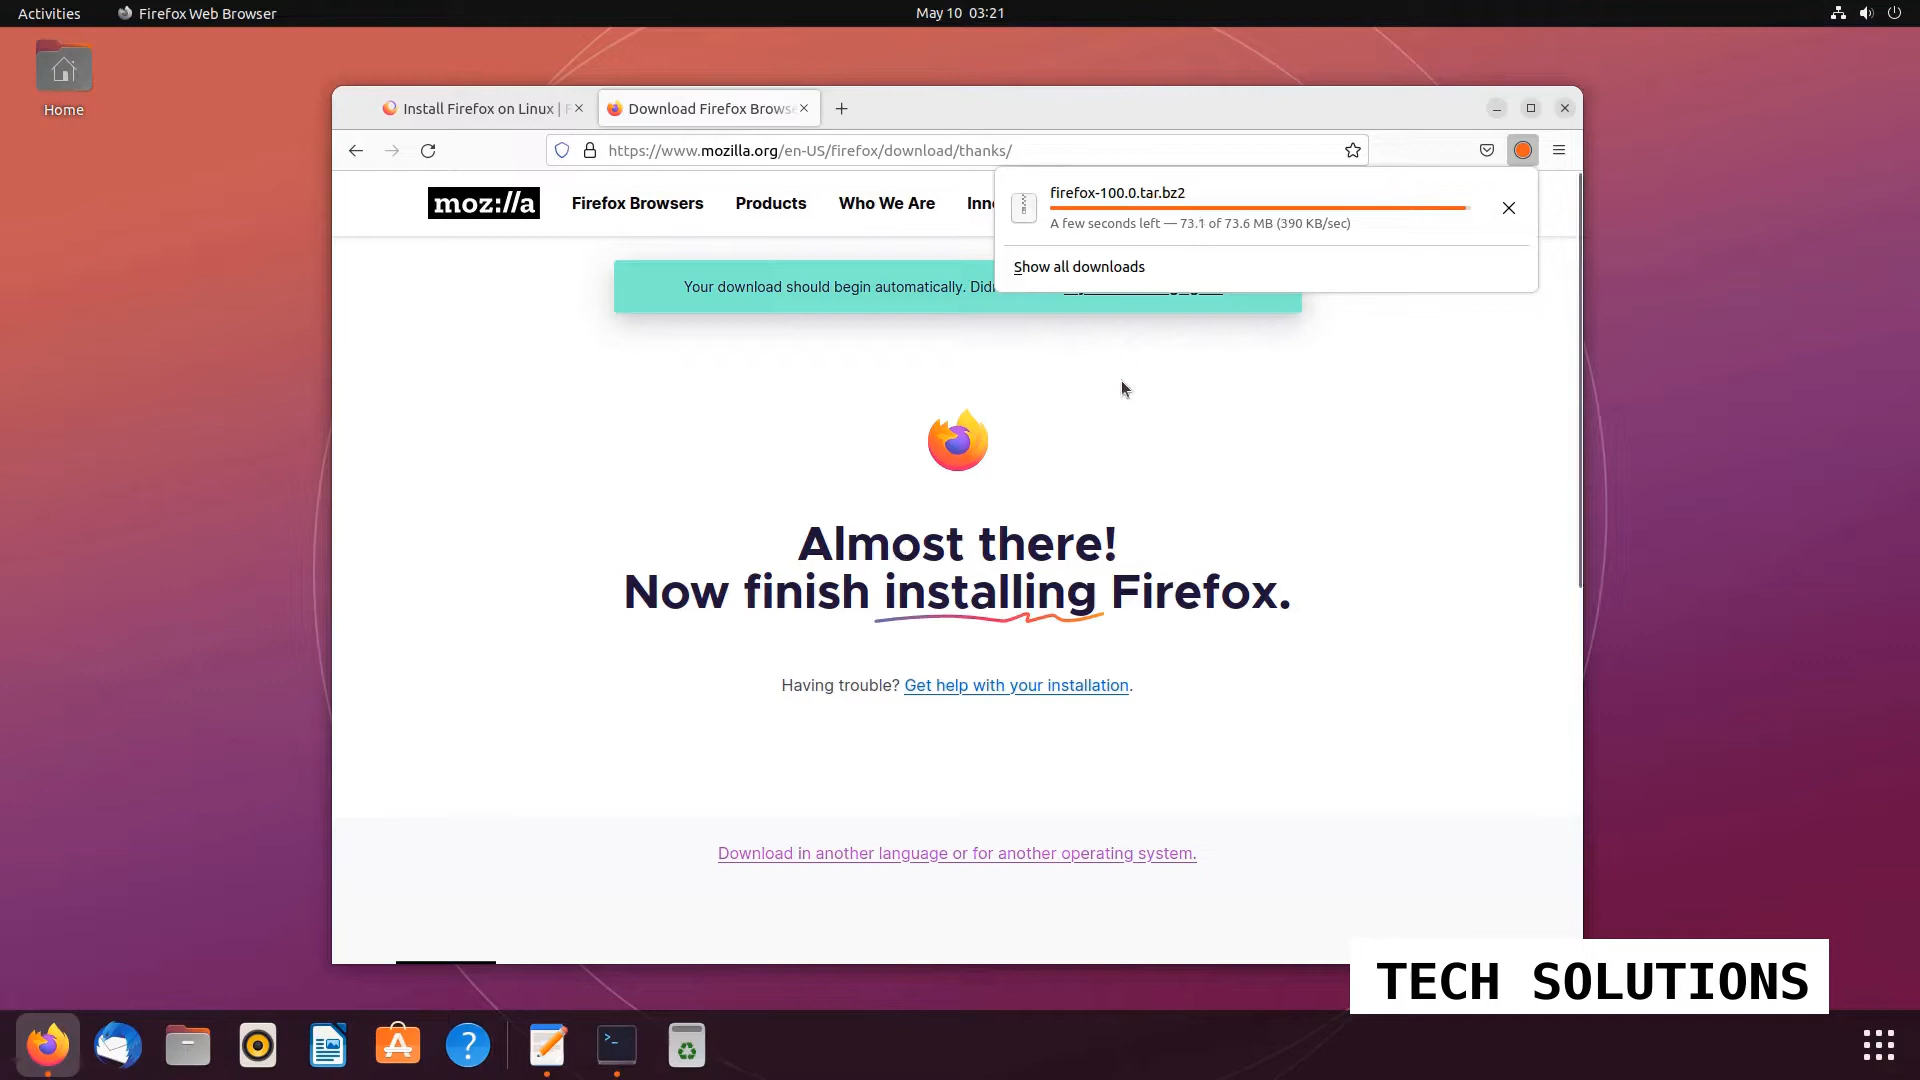 Activities
Firefox Web Browser
May 10 03:21
Home
Install Firefox on Linux |
Download Firefox Browse
https://www.mozilla.org/en-US/firefox/download/thanks/
moz://a
Firefox Browsers
Products
Who We Are
Inn
firefox-100.0.tar.bz2
A few seconds left — 73.1 of 73.6 MB (390 KB/sec)
Show all downloads
Your download should begin automatically. Didn
Almost there!
Now finish installing Firefox.
Having trouble? Get help with your installation.
Download in another language or for another operating system.
TECH SOLUTIONS